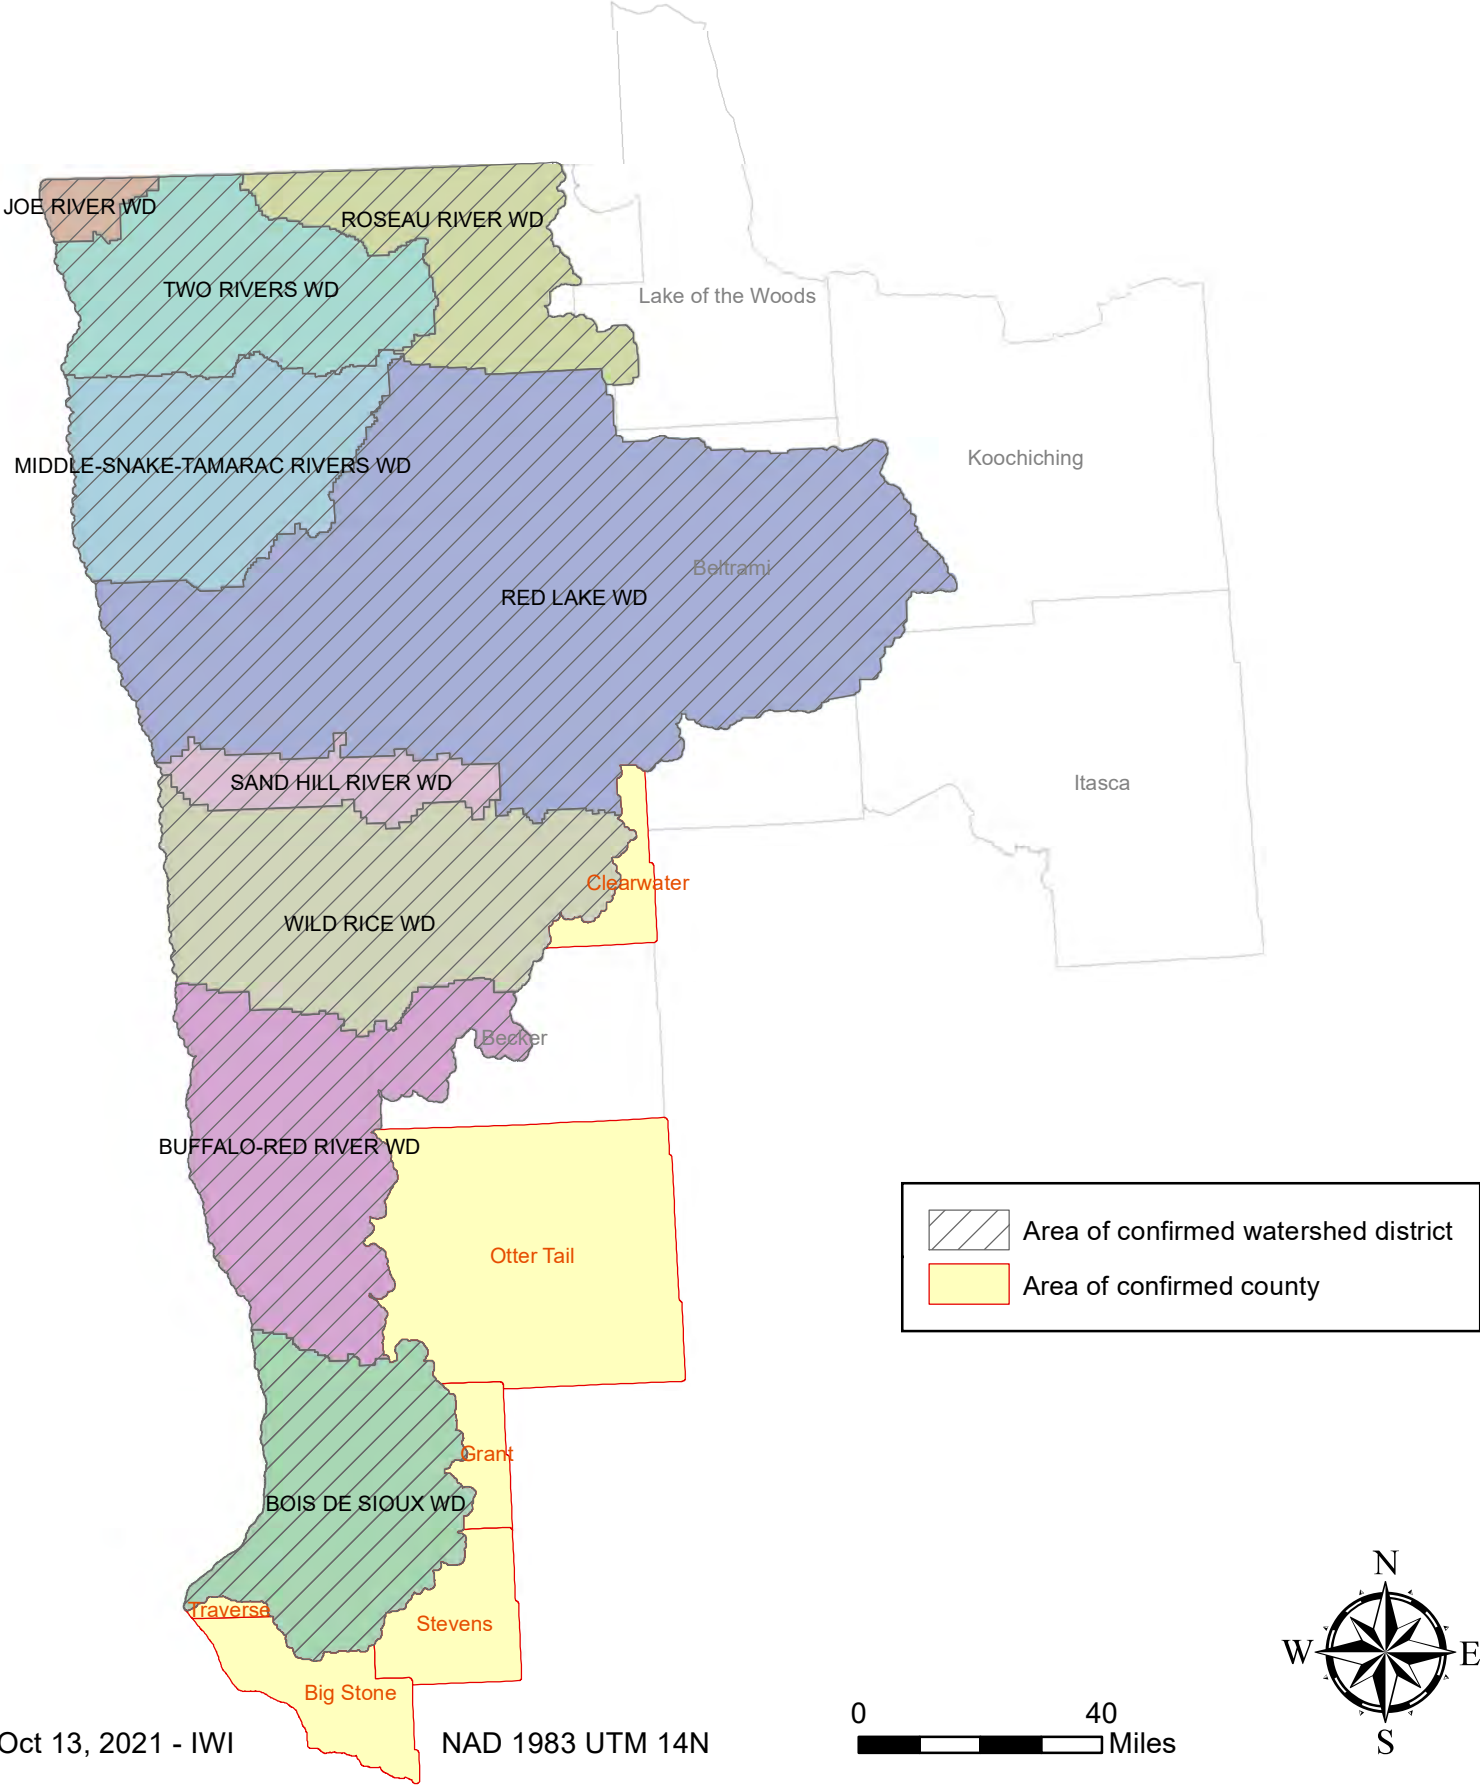 JOE RIVER WD
ROSEAU RIVER WD
TWO RIVERS WD
Lake of the Woods
MIDDLE-SNAKE-TAMARAC RIVERS WD
Koochiching
Beltrami
RED LAKE WD
SAND HILL RIVER WD
Itasca
Clearwater
WILD RICE WD
Becker
BUFFALO-RED RIVER WD
Otter Tail
Area of confirmed watershed district
Area of confirmed county
Grant
BOIS DE SIOUX WD
Traverse
Stevens
Big Stone
N
W
E
S
0
40
Miles
Oct 13, 2021 - IWI
NAD 1983 UTM 14N